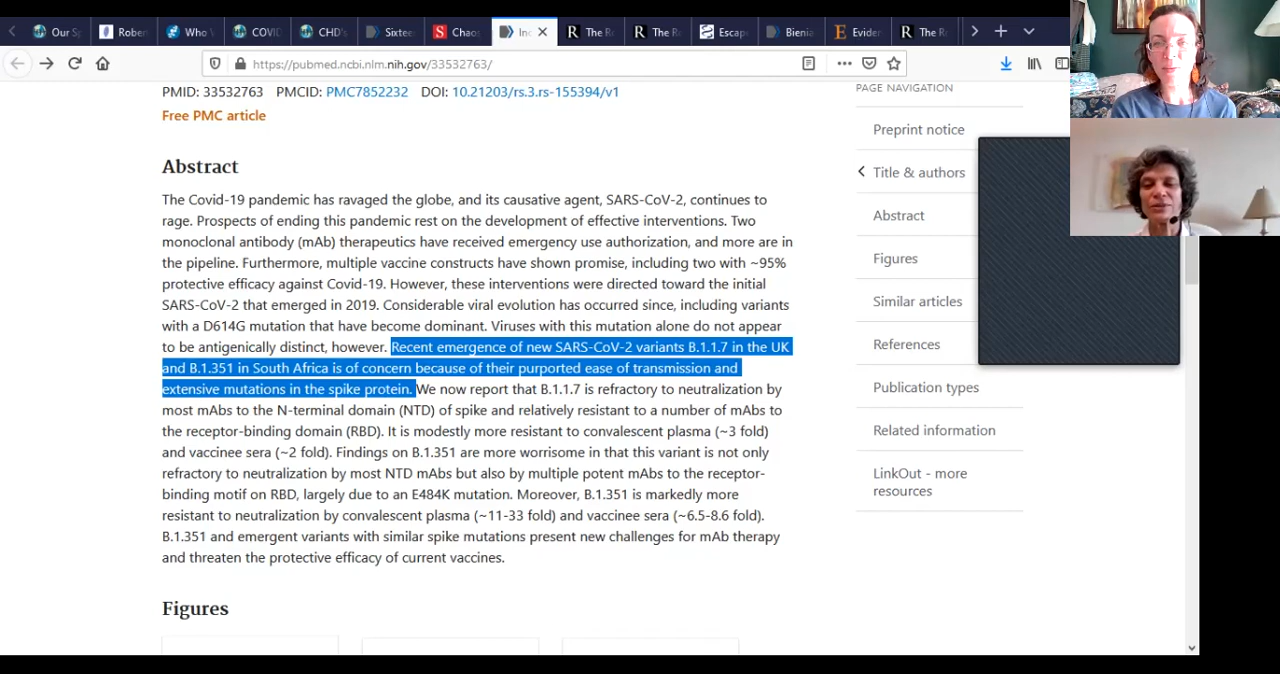 Our S
Rober
Who
COVI
CHD's
Sixtee
Chao
Inc
The R
The R
Escap
Bienia
Evider
The R
https://pubmed.ncbi.nlm.nih.gov/33532763/
PMID: 33532763 PMCID: PMC7852232 DOI: 10.21203/rs.3.rs-155394/v1
Free PMC article
Abstract
The Covid-19 pandemic has ravaged the globe, and its causative agent, SARS-CoV-2, continues to
rage. Prospects of ending this pandemic rest on the development of effective interventions. Two
monoclonal antibody (mAb) therapeutics have received emergency use authorization, and more are in
the pipeline. Furthermore, multiple vaccine constructs have shown promise, including two with ~95%
protective efficacy against Covid-19. However, these interventions were directed toward the initial
SARS-CoV-2 that emerged in 2019. Considerable viral evolution has occurred since, including variants
with a D614G mutation that have become dominant. Viruses with this mutation alone do not appear
to be antigenically distinct, however. Recent emergence of new SARS-CoV-2 variants B.1.1.7 in the UK
and B.1.351 in South Africa is of concern because of their purported ease of transmission and
extensive mutations in the spike protein. We now report that B.1.1.7 is refractory to neutralization by
most mAbs to the N-terminal domain (NTD) of spike and relatively resistant to a number of mAbs to
the receptor-binding domain (RBD). It is modestly more resistant to convalescent plasma (~3 fold)
and vaccinee sera (~2 fold). Findings on B.1.351 are more worrisome in that this variant is not only
refractory to neutralization by most NTD mAbs but also by multiple potent mAbs to the receptor-
binding motif on RBD, largely due to an E484K mutation. Moreover, B.1.351 is markedly more
resistant to neutralization by convalescent plasma (~11-33 fold) and vaccinee sera (~6.5-8.6 fold).
B.1.351 and emergent variants with similar spike mutations present new challenges for mAb therapy
and threaten the protective efficacy of current vaccines.
Figures
PAGE NAVIGATION
Preprint notice
Title & authors
Abstract
Figures
Similar articles
References
Publication types
Related information
LinkOut - more
resources